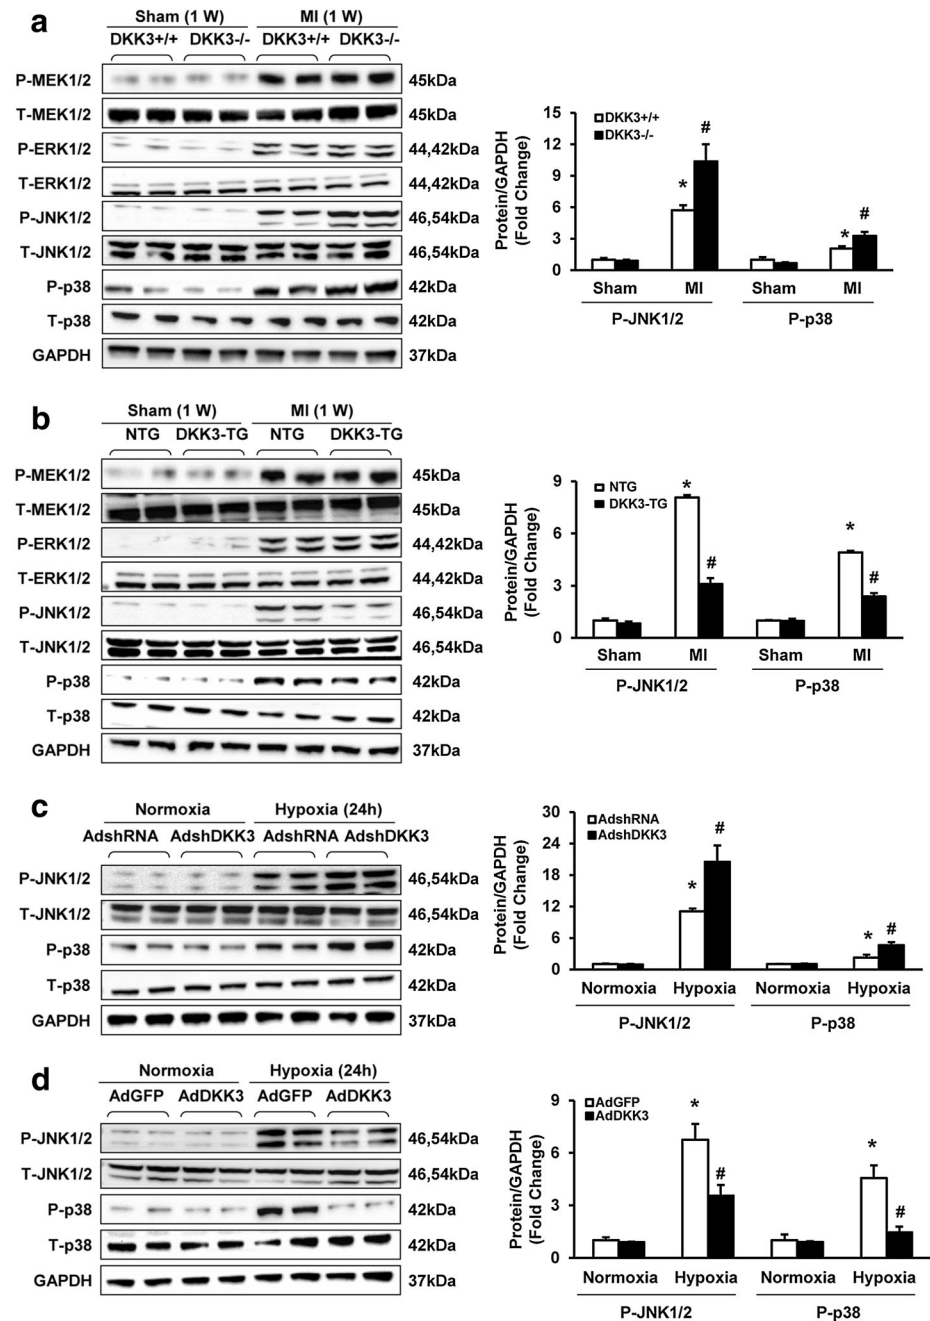 a
Sham (1 W) MI (1 W)
DKK3+/+ DKK3-/- DKK3+/+ DKK3-/-
P-MEK1/2 45kDa
T-MEK1/2 45kDa
P-ERK1/2 44,42kDa
T-ERK1/2 44,42kDa
P-JNK1/2 46,54kDa
T-JNK1/2 46,54kDa
P-p38 42kDa
T-p38 42kDa
GAPDH 37kDa
Protein/GAPDH
(Fold Change)
15
12
9
6
3
0
DKK3+/+
DKK3-/-
* # * #
Sham MI Sham MI
P-JNK1/2 P-p38
b
Sham (1 W) MI (1 W)
NTG DKK3-TG NTG DKK3-TG
P-MEK1/2 45kDa
T-MEK1/2 45kDa
P-ERK1/2 44,42kDa
T-ERK1/2 44,42kDa
P-JNK1/2 46,54kDa
T-JNK1/2 46,54kDa
P-p38 42kDa
T-p38 42kDa
GAPDH 37kDa
Protein/GAPDH
(Fold Change)
9
6
3
0
NTG
DKK3-TG
* # * #
Sham MI Sham MI
P-JNK1/2 P-p38
c
Normoxia Hypoxia (24h)
AdshRNA AdshDKK3 AdshRNA AdshDKK3
P-JNK1/2 46,54kDa
T-JNK1/2 46,54kDa
P-p38 42kDa
T-p38 42kDa
GAPDH 37kDa
Protein/GAPDH
(Fold Change)
30
24
18
12
6
0
AdshRNA
AdshDKK3
* # * #
Normoxia Hypoxia Normoxia Hypoxia
P-JNK1/2 P-p38
d
Normoxia Hypoxia (24h)
AdGFP AdDKK3 AdGFP AdDKK3
P-JNK1/2 46,54kDa
T-JNK1/2 46,54kDa
P-p38 42kDa
T-p38 42kDa
GAPDH 37kDa
Protein/GAPDH
(Fold Change)
9
6
3
0
AdGFP
AdDKK3
* # * #
Normoxia Hypoxia Normoxia Hypoxia
P-JNK1/2 P-p38